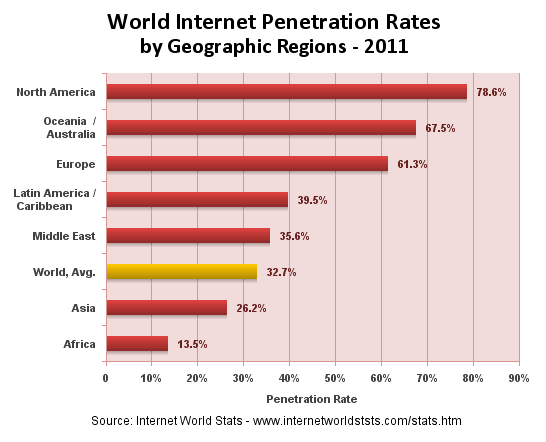 World Internet Penetration Rates
by Geographic Regions - 2011
North America
78.6%
Oceania /
Australia
67.5%
Europe
61.3%
Latin America /
Caribbean
39.5%
Middle East
35.6%
World, Avg.
32.7%
Asia
26.2%
Africa
13.5%
0 10% 20% 30% 40% 50% 60% 70% 80% 90%
Penetration Rate
Source: Internet World Stats - www.internetworldststs.com/stats.htm